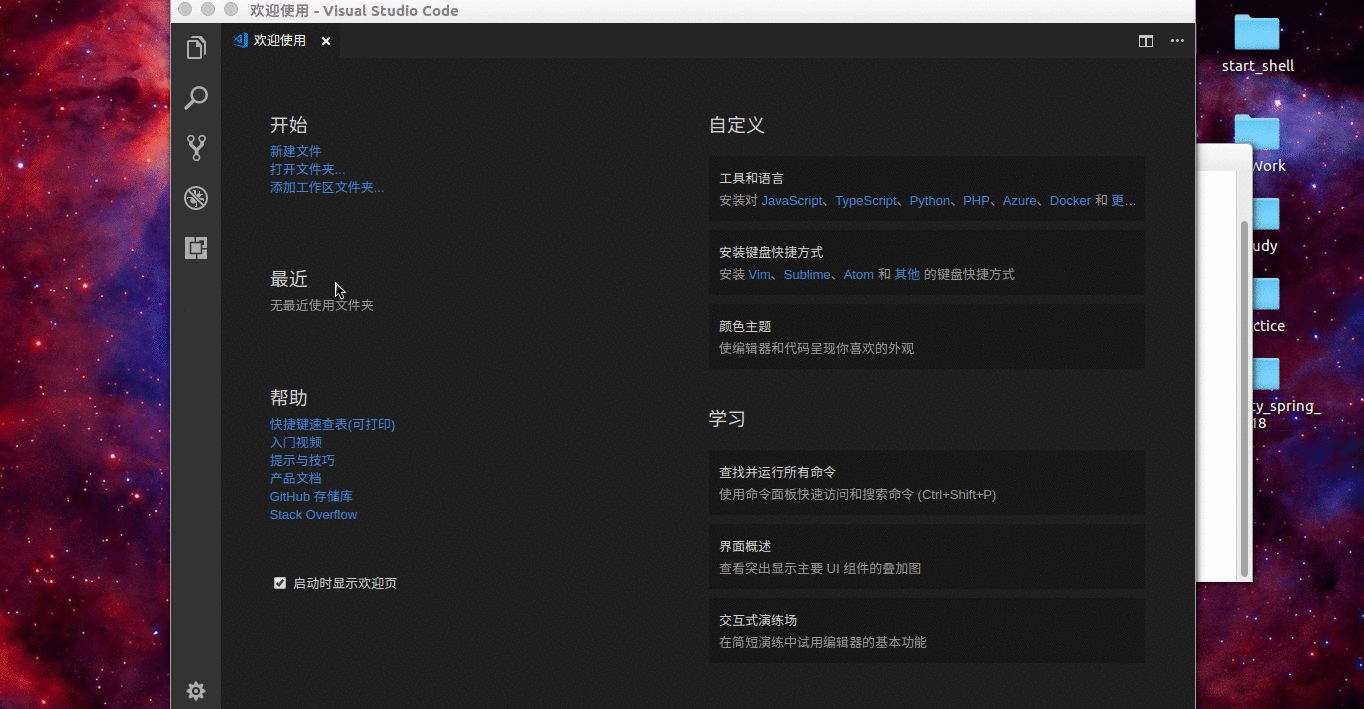 欢迎使用 - Visual Studio Code
欢迎使用
开始
新建文件
打开文件夹...
添加工作区文件夹...
最近
无最近使用文件夹
帮助
快捷键速查表(可打印)
入门视频
提示与技巧
产品文档
GitHub 存储库
Stack Overflow
启动时显示欢迎页
自定义
工具和语言
安装对 JavaScript、TypeScript、Python、PHP、Azure、Docker 和 更…
安装键盘快捷方式
安装 Vim、Sublime、Atom 和 其他 的键盘快捷方式
颜色主题
使编辑器和代码呈现你喜欢的外观
学习
查找并运行所有命令
使用命令面板快速访问和搜索命令 (Ctrl+Shift+P)
界面概述
查看突出显示主要 UI 组件的叠加图
交互式演练场
在简短演练中试用编辑器的基本功能
start_shell
Work
udy
ctice
ty_spring_
18